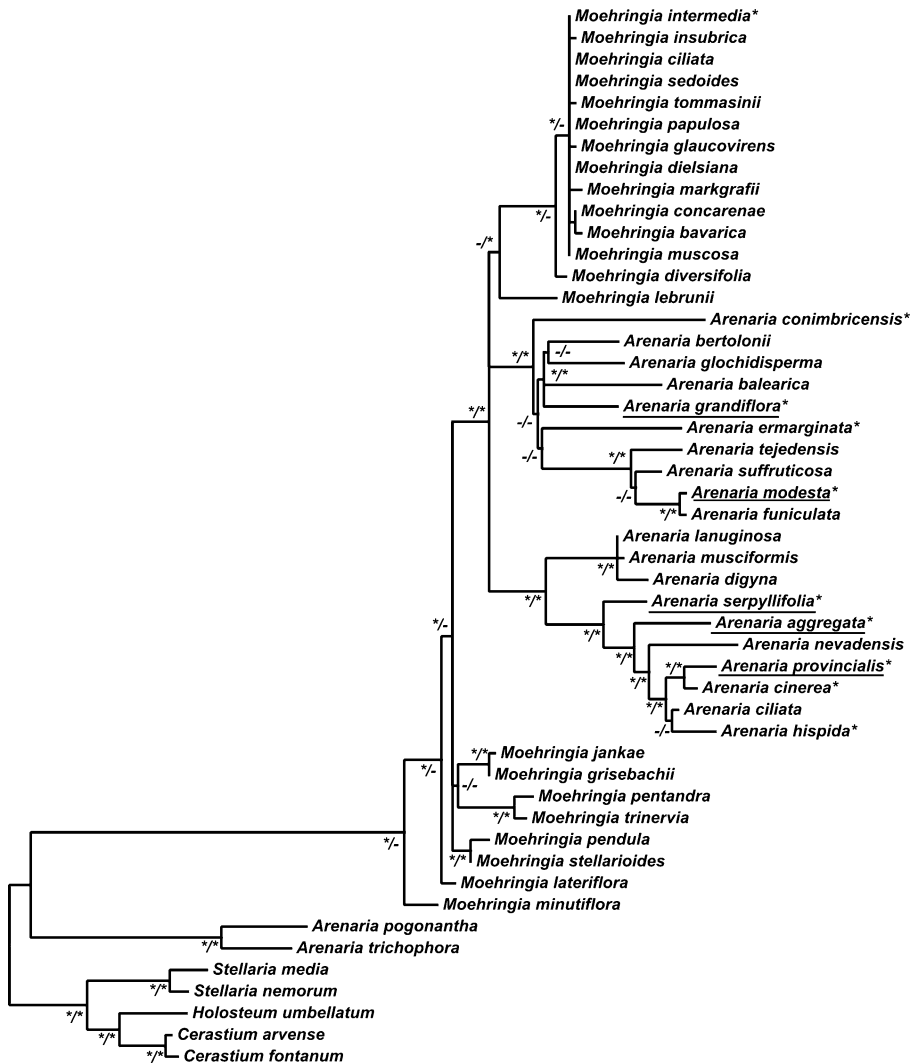 Moehringia intermedia*
Moehringia insubrica
Moehringia ciliata
Moehringia sedoides
Moehringia tommasinii
*/-
Moehringia papulosa
Moehringia glaucovirens
Moehringia dielsiana
Moehringia markgrafii
Moehringia concarenae
*/-
Moehringia bavarica
-/*
Moehringia muscosa
Moehringia diversifolia
Moehringia lebrunii
Arenaria conimbricensis*
Arenaria bertolonii
-/-
*/*
Arenaria glochidisperma
*/*
Arenaria balearica
*/*
Arenaria grandiflora*
-/-
Arenaria ermarginata*
Arenaria tejedensis
-/-
*/*
Arenaria suffruticosa
Arenaria modesta*
-/-
*/*
Arenaria funiculata
Arenaria lanuginosa
Arenaria musciformis
*/*
Arenaria digyna
*/*
Arenaria serpyllifolia*
*/-
Arenaria aggregata*
*/*
Arenaria nevadensis
*/*
*/*
Arenaria provincialis*
*/*
Arenaria cinerea*
*/*
Arenaria ciliata
Arenaria hispida*
-/-
*/*
Moehringia jankae
*/-
Moehringia grisebachii
-/-
Moehringia pentandra
*/*
Moehringia trinervia
Moehringia pendula
*/-
*/*
Moehringia stellarioides
Moehringia lateriflora
Moehringia minutiflora
Arenaria pogonantha
*/*
Arenaria trichophora
Stellaria media
*/*
Stellaria nemorum
*/*
Holosteum umbellatum
*/*
Cerastium arvense
*/*
Cerastium fontanum